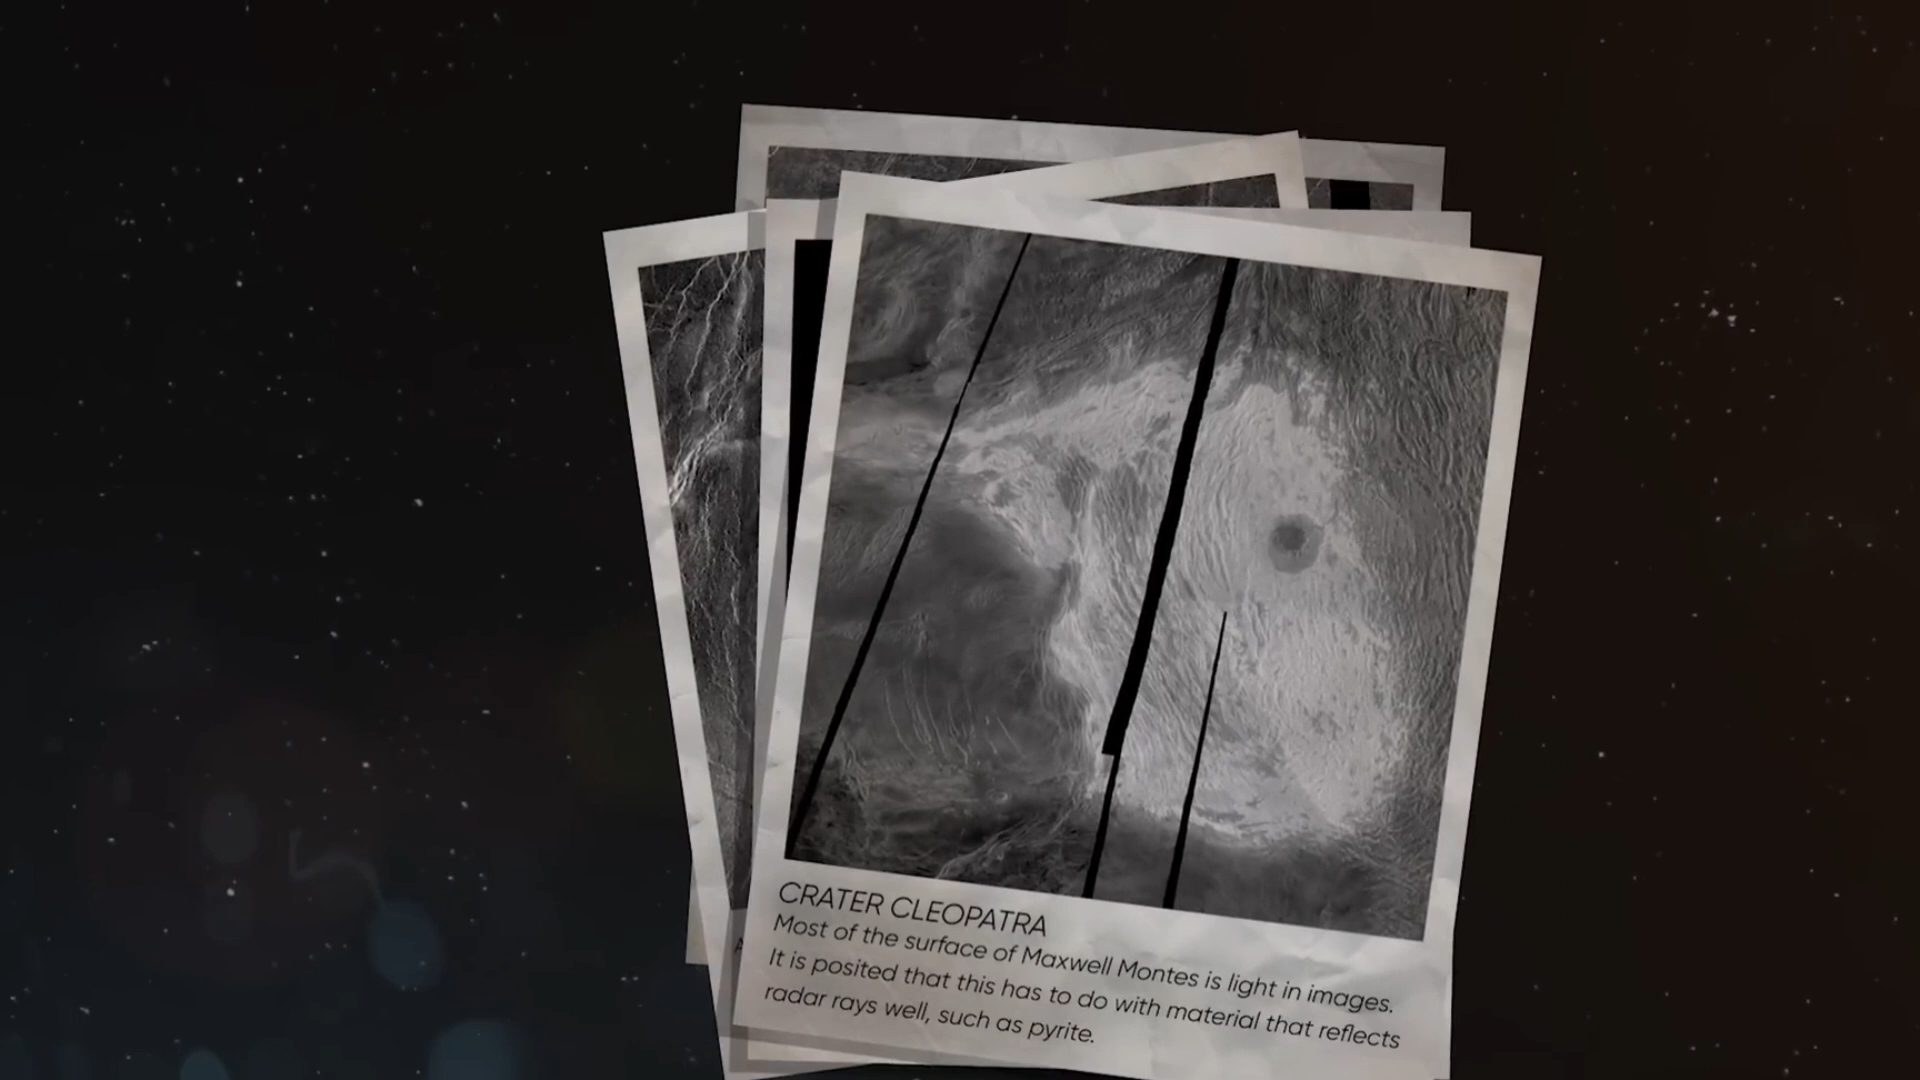 CRATER CLEOPATRA
Most of the surface of Maxwell Montes is light in images.
It is posited that this has to do with material that reflects
radar rays well, such as pyrite.